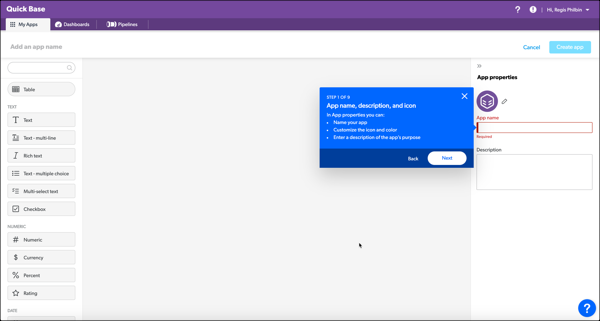 Quick Base
? ! Hi, Regis Philbin
My Apps Dashboards Pipelines
Add an app name
Cancel Create app
Table
TEXT
Text
Text - multi-line
Rich text
Text - multiple choice
Multi-select text
Checkbox
NUMERIC
# Numeric
$ Currency
% Percent
Rating
DATE
STEP 1 OF 9
App name, description, and icon
In App properties you can:
• Name your app
• Customize the icon and color
• Enter a description of the app's purpose
Back Next
App properties
App name
Required
Description
?